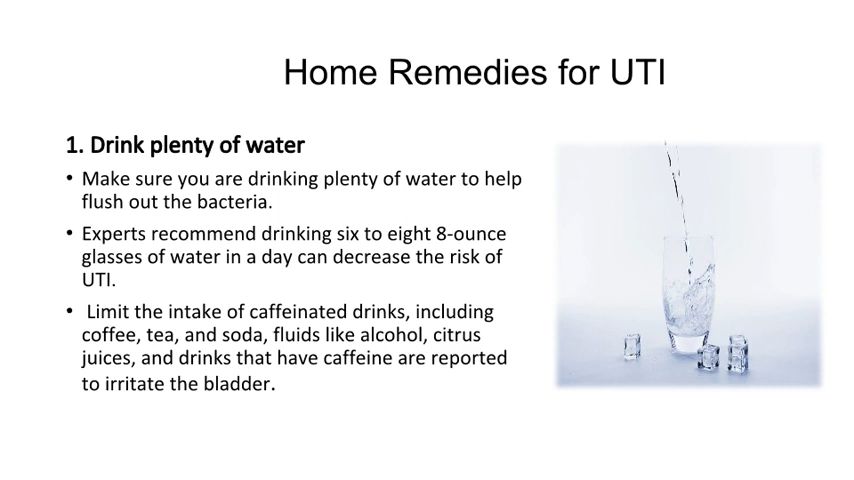 Home Remedies for UTI
1. Drink plenty of water
• Make sure you are drinking plenty of water to help
flush out the bacteria.
• Experts recommend drinking six to eight 8-ounce
glasses of water in a day can decrease the risk of
UTI.
• Limit the intake of caffeinated drinks, including
coffee, tea, and soda, fluids like alcohol, citrus
juices, and drinks that have caffeine are reported
to irritate the bladder.